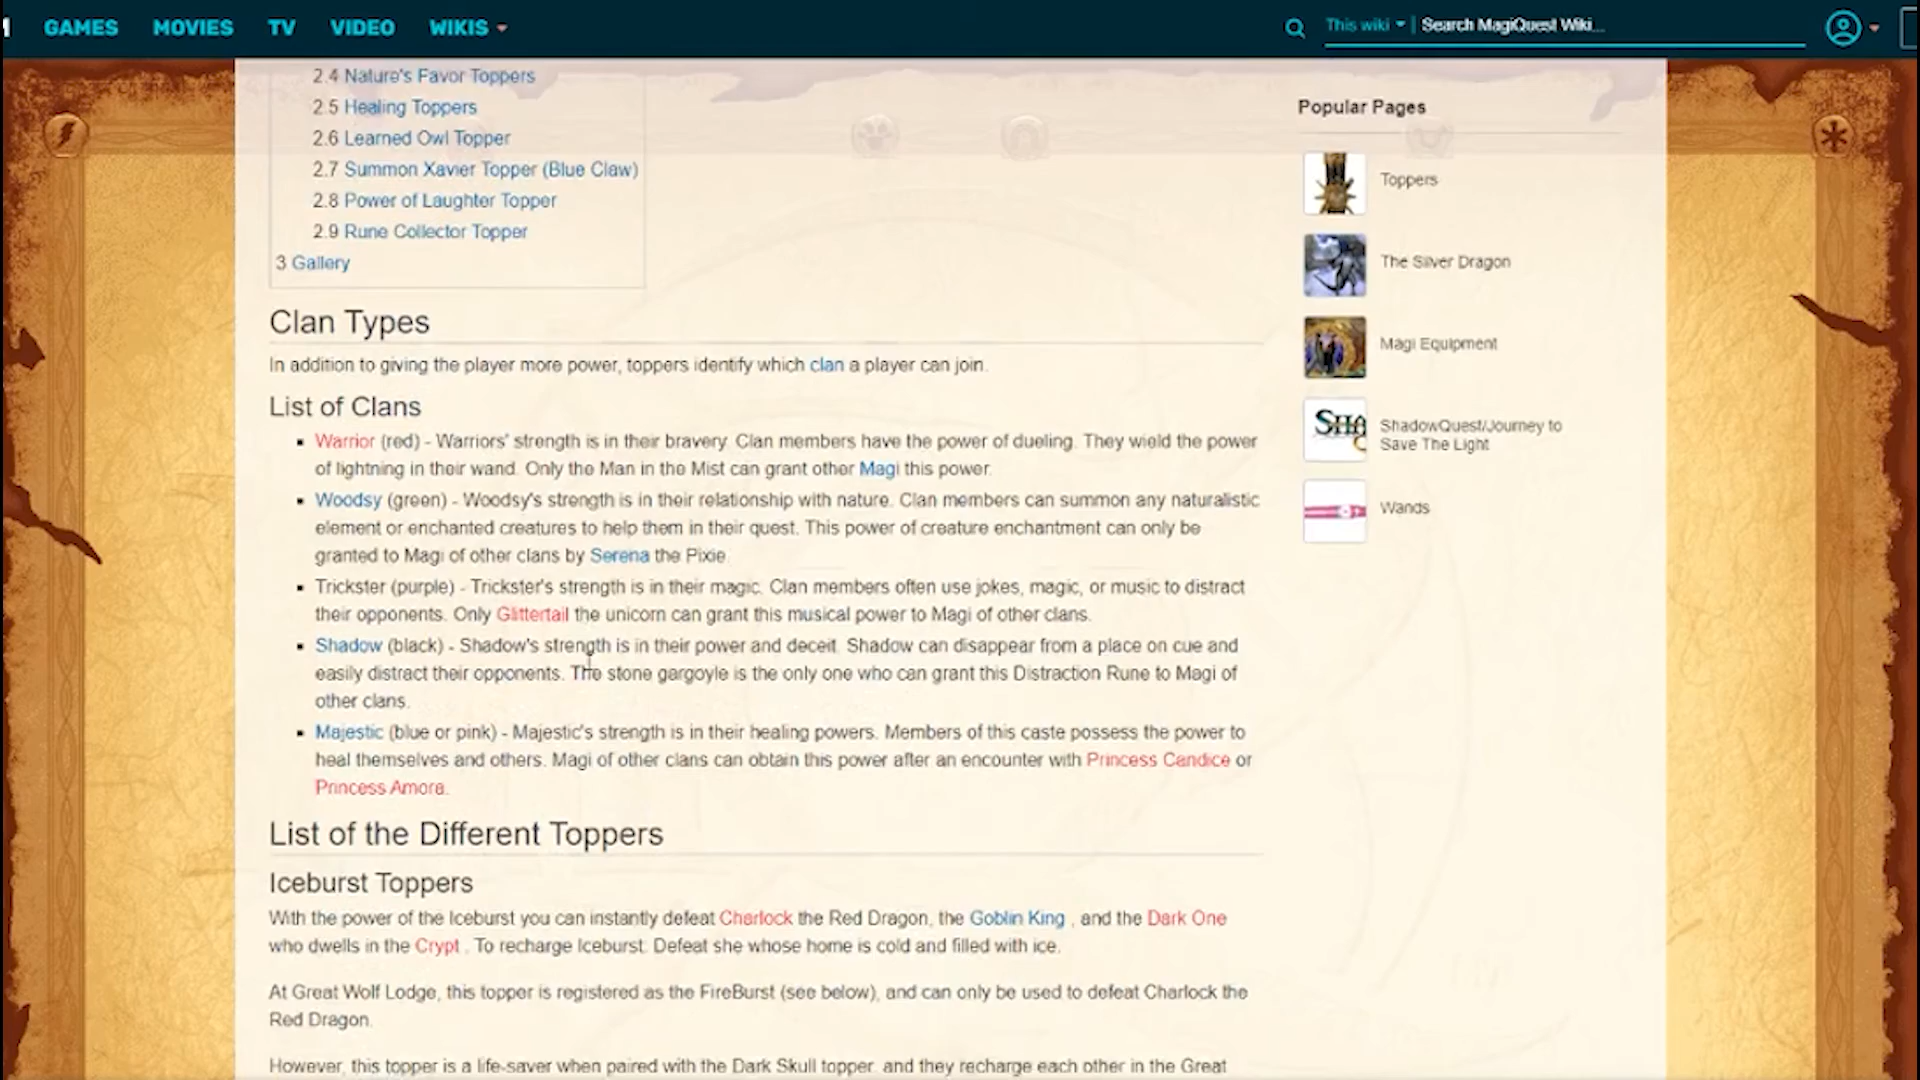 GAMES MOVIES TV VIDEO WIKIS
This wiki | Search MagiQuest Wiki...
2.4 Nature's Favor Toppers
2.5 Healing Toppers
2.6 Learned Owl Topper
2.7 Summon Xavier Topper (Blue Claw)
2.8 Power of Laughter Topper
2.9 Rune Collector Topper
3 Gallery
Clan Types
In addition to giving the player more power, toppers identify which clan a player can join.
List of Clans
Warrior (red) - Warriors' strength is in their bravery. Clan members have the power of dueling. They wield the power
of lightning in their wand. Only the Man in the Mist can grant other Magi this power.
Woodsy (green) - Woodsy's strength is in their relationship with nature. Clan members can summon any naturalistic
element or enchanted creatures to help them in their quest. This power of creature enchantment can only be
granted to Magi of other clans by Serena the Pixie.
Trickster (purple) - Trickster's strength is in their magic. Clan members often use jokes, magic, or music to distract
their opponents. Only Glittertail the unicorn can grant this musical power to Magi of other clans.
Shadow (black) - Shadow's strength is in their power and deceit. Shadow can disappear from a place on cue and
easily distract their opponents. The stone gargoyle is the only one who can grant this Distraction Rune to Magi of
other clans.
Majestic (blue or pink) - Majestic's strength is in their healing powers. Members of this caste possess the power to
heal themselves and others. Magi of other clans can obtain this power after an encounter with Princess Candice or
Princess Amora.
List of the Different Toppers
Iceburst Toppers
With the power of the Iceburst you can instantly defeat Charlock the Red Dragon, the Goblin King , and the Dark One
who dwells in the Crypt . To recharge Iceburst. Defeat she whose home is cold and filled with ice.
At Great Wolf Lodge, this topper is registered as the FireBurst (see below), and can only be used to defeat Charlock the
Red Dragon.
However, this topper is a life-saver when paired with the Dark Skull topper, and they recharge each other in the Great
Popular Pages
Toppers
The Silver Dragon
Magi Equipment
SHA
ShadowQuest/Journey to
Save The Light
Wands